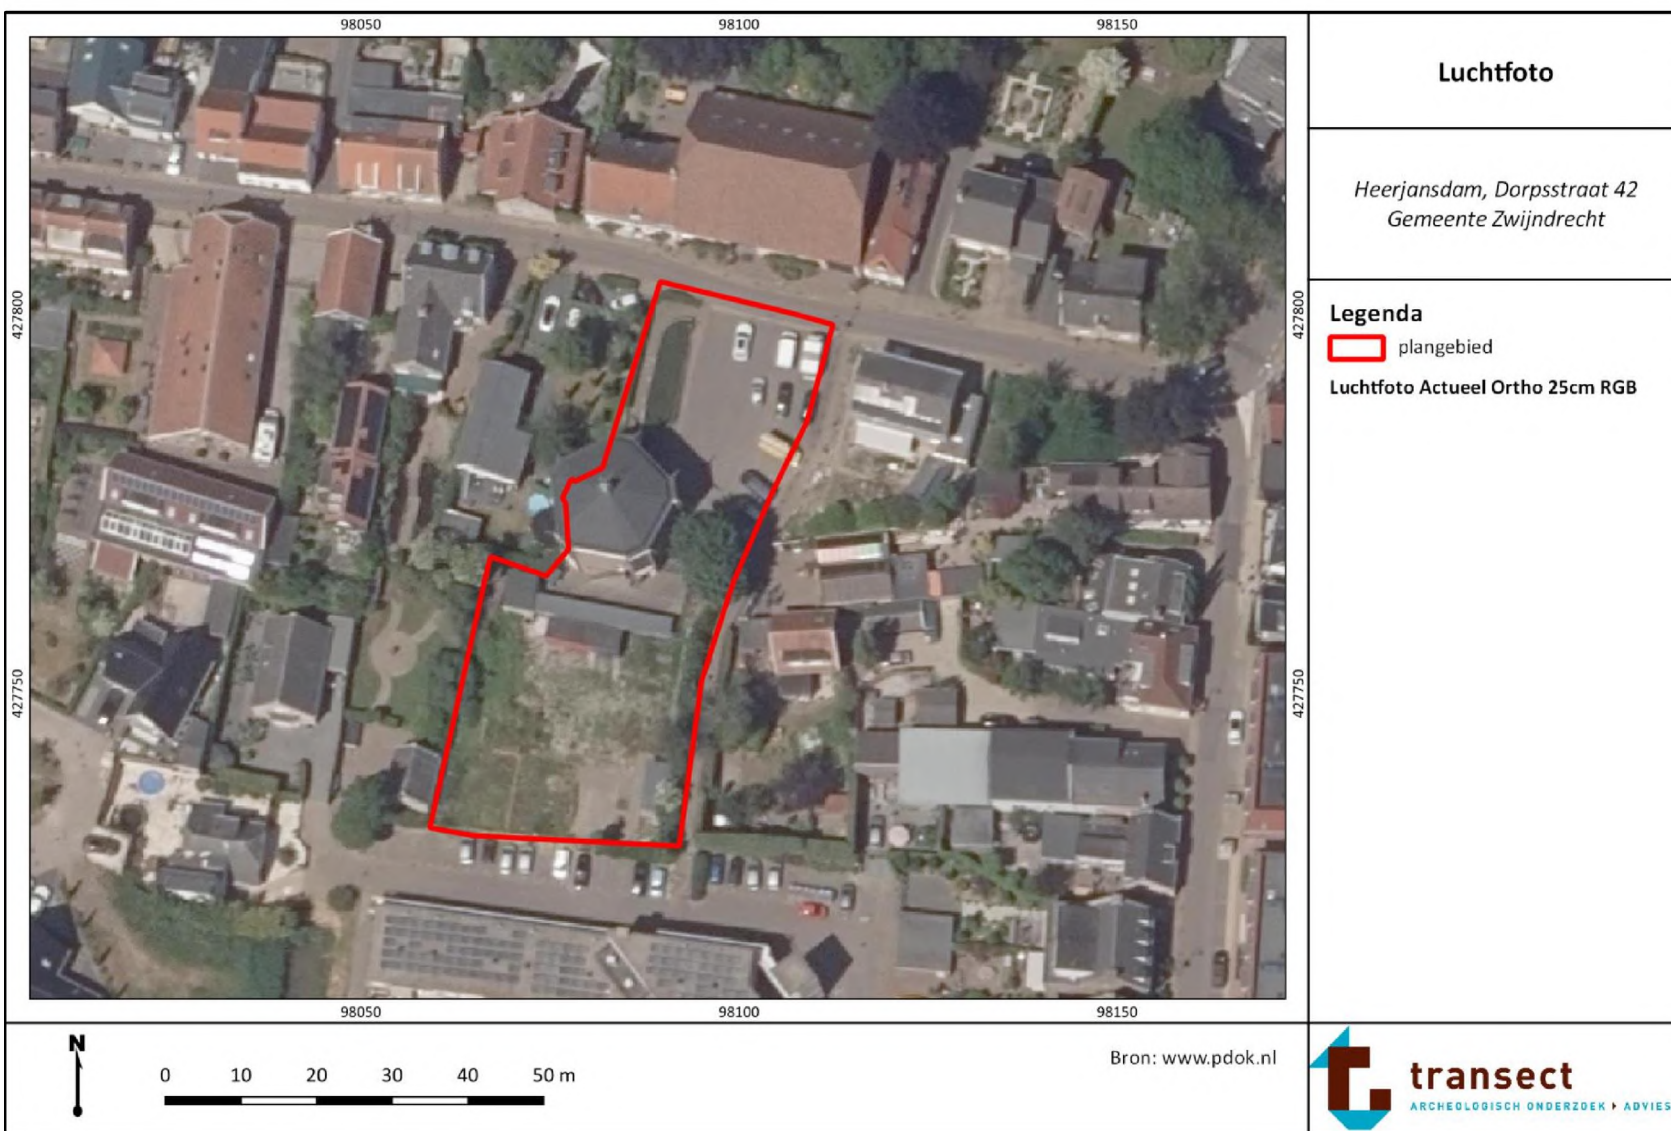 98050 98100 98150
427800 427800
427750 427750
98050 98100 98150
Luchtfoto
Heerjansdam, Dorpsstraat 42
Gemeente Zwijndrecht
Legenda
plangebied
Luchtfoto Actueel Ortho 25cm RGB
N
0 10 20 30 40 50 m
Bron: www.pdok.nl
transect
ARCHEOLOGISCH ONDERZOEK ▸ ADVIES